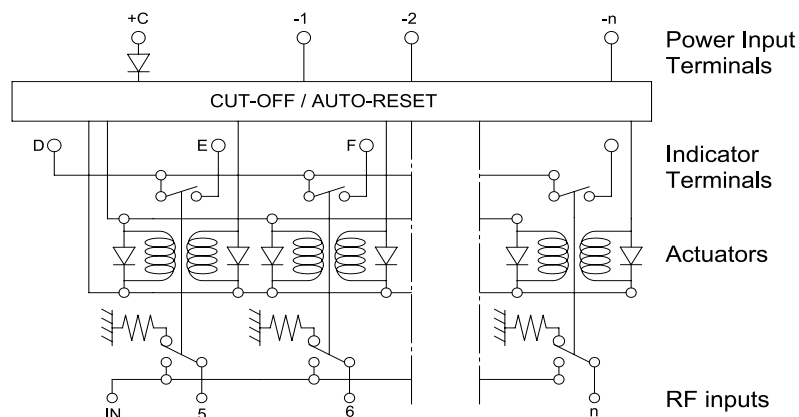 +C -1 -2 -n
Power Input
Terminals
CUT-OFF / AUTO-RESET
D E F
Indicator
Terminals
Actuators
IN 5 6 n
RF inputs